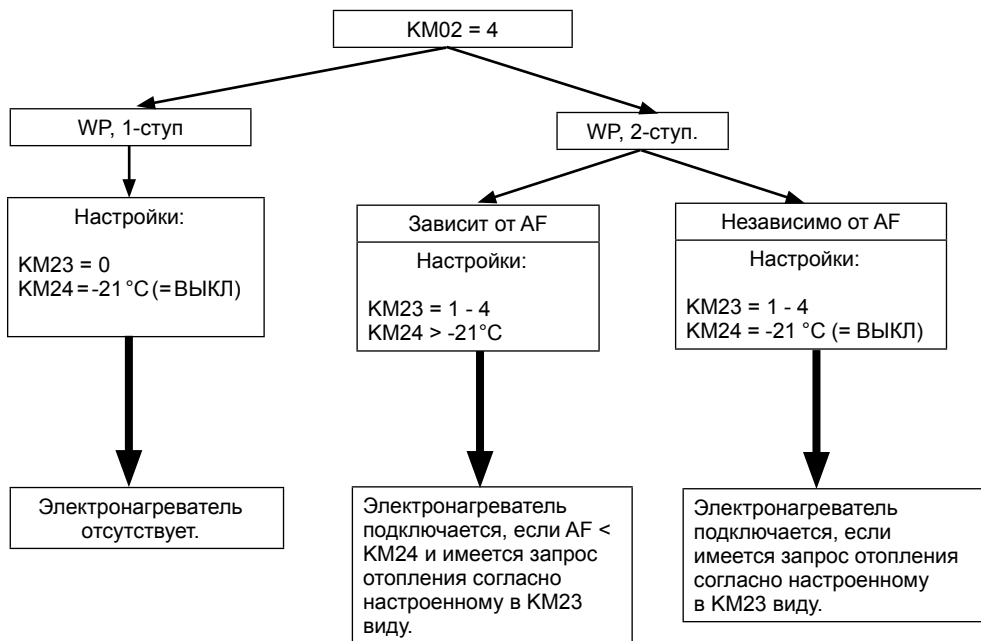 KM02 = 4
WP, 1-ступ
WP, 2-ступ.
Настройки:
KM23 = 0
KM24 = -21 °C (= ВЫКЛ)
Зависит от AF
Настройки:
KM23 = 1 - 4
KM24 > -21°C
Независимо от AF
Настройки:
KM23 = 1 - 4
KM24 = -21 °C (= ВЫКЛ)
Электронагреватель
отсутствует.
Электронагреватель
подключается, если AF <
KM24 и имеется запрос
отопления согласно
настроенному в KM23
виду.
Электронагреватель
подключается, если
имеется запрос отопления
согласно настроенному
в KM23 виду.